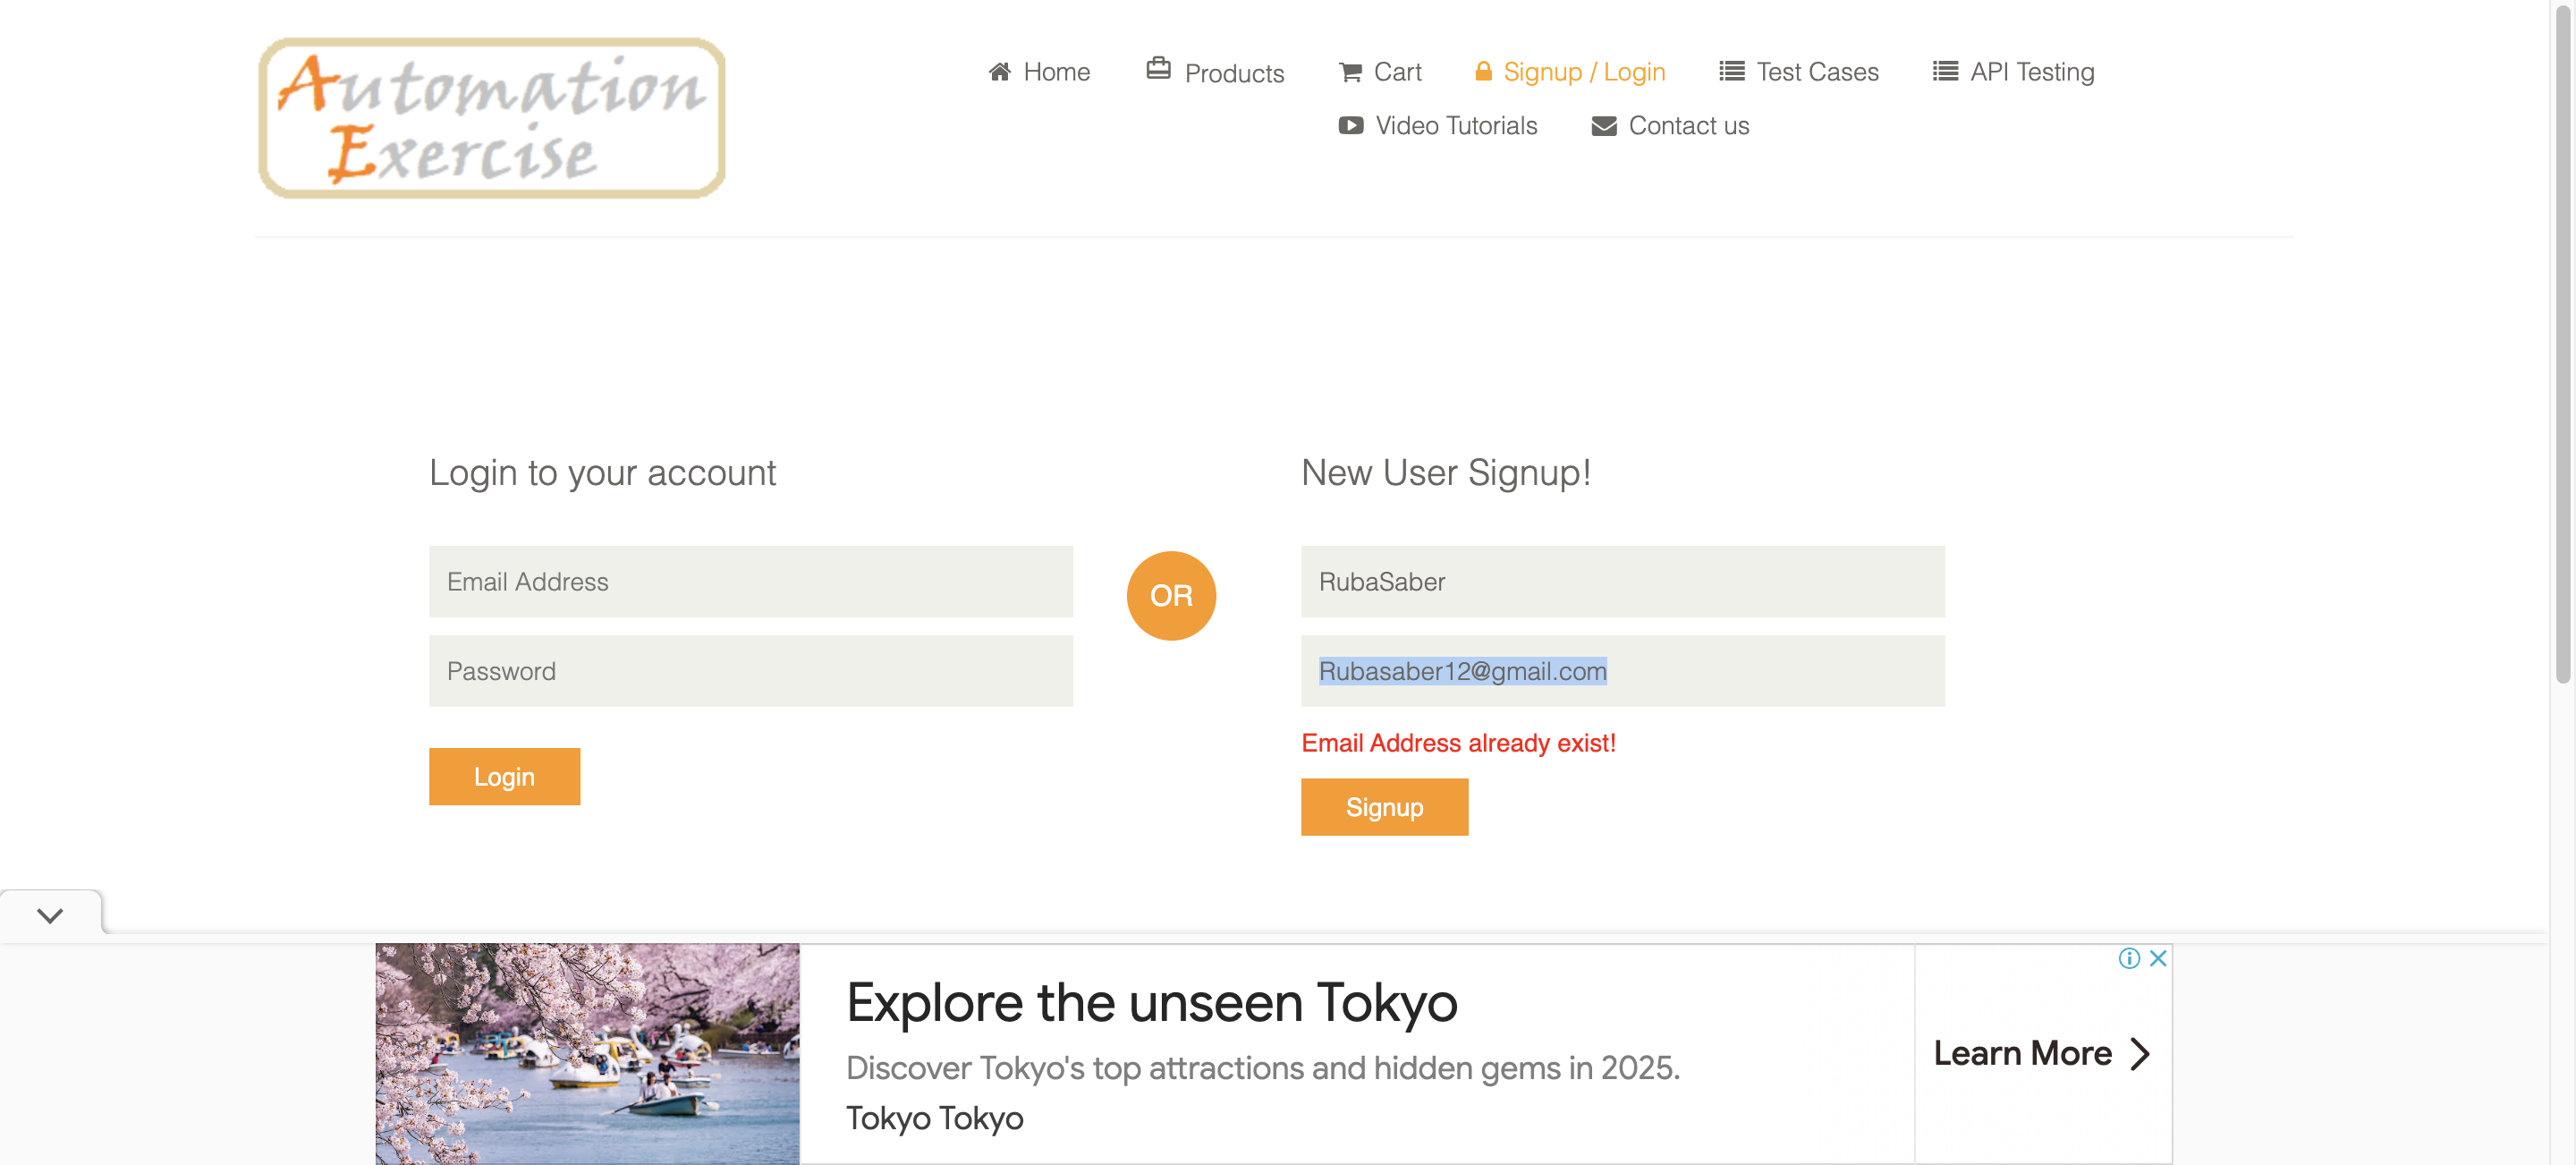 Automation
Exercise
Home
Products
Cart
Signup / Login
Test Cases
API Testing
Video Tutorials
Contact us
Login to your account
Email Address
Password
Login
OR
New User Signup!
RubaSaber
Rubasaber12@gmail.com
Email Address already exist!
Signup
Explore the unseen Tokyo
Discover Tokyo's top attractions and hidden gems in 2025.
Tokyo Tokyo
Learn More